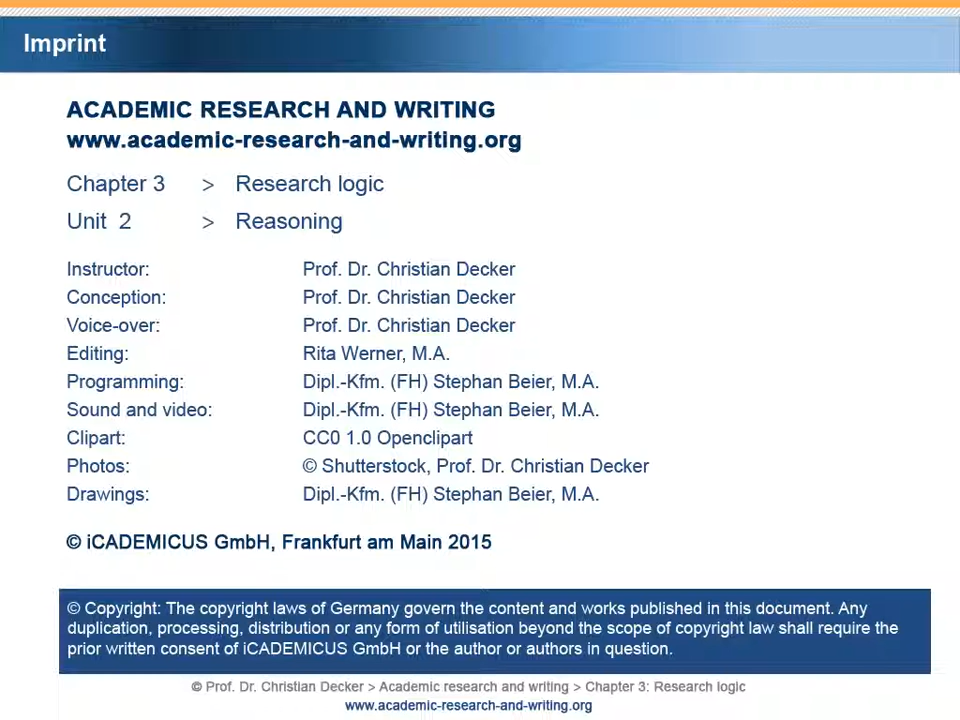 Imprint
ACADEMIC RESEARCH AND WRITING
www.academic-research-and-writing.org
Chapter 3 > Research logic
Unit 2 > Reasoning
Instructor: Prof. Dr. Christian Decker
Conception: Prof. Dr. Christian Decker
Voice-over: Prof. Dr. Christian Decker
Editing: Rita Werner, M.A.
Programming: Dipl.-Kfm. (FH) Stephan Beier, M.A.
Sound and video: Dipl.-Kfm. (FH) Stephan Beier, M.A.
Clipart: CC0 1.0 Openclipart
Photos: © Shutterstock, Prof. Dr. Christian Decker
Drawings: Dipl.-Kfm. (FH) Stephan Beier, M.A.
© iCADEMICUS GmbH, Frankfurt am Main 2015
© Copyright: The copyright laws of Germany govern the content and works published in this document. Any
duplication, processing, distribution or any form of utilisation beyond the scope of copyright law shall require the
prior written consent of iCADEMICUS GmbH or the author or authors in question.
© Prof. Dr. Christian Decker > Academic research and writing > Chapter 3: Research logic
www.academic-research-and-writing.org